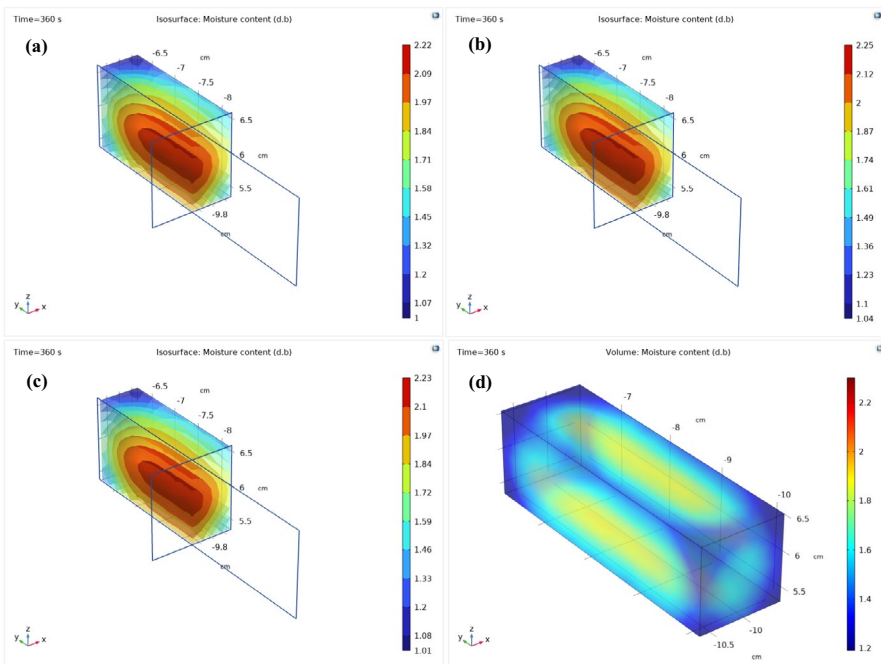 Time=360 s
Isosurface: Moisture content (d.b)
(a)
-6.5
cm
-7
-7.5
-8
6.5
6
cm
5.5
-9.8
cm
y z x
2.22
2.09
1.97
1.84
1.71
1.58
1.45
1.32
1.2
1.07
1
Time=360 s
Isosurface: Moisture content (d.b)
(b)
-6.5
cm
-7
-7.5
-8
6.5
6
cm
5.5
-9.8
cm
y z x
2.25
2.12
2
1.87
1.74
1.61
1.49
1.36
1.23
1.1
1.04
Time=360 s
Isosurface: Moisture content (d.b)
(c)
-6.5
cm
-7
-7.5
-8
6.5
6
cm
5.5
-9.8
cm
y z x
2.23
2.1
1.97
1.84
1.72
1.59
1.46
1.33
1.2
1.08
1.01
Time=360 s
Volume: Moisture content (d.b)
(d)
-7
cm
-8
-9
-10
6.5
6
cm
5.5
-10
-10.5
cm
y z x
2.2
2
1.8
1.6
1.4
1.2